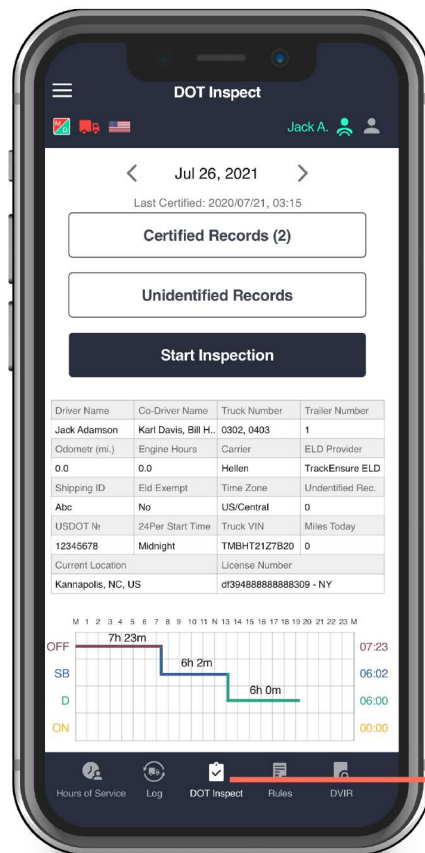 DOT Inspect
M/D
Jack A.
Jul 26, 2021
Last Certified: 2020/07/21, 03:15
Certified Records (2)
Unidentified Records
Start Inspection
Driver Name Co-Driver Name Truck Number Trailer Number
Jack Adamson Karl Davis, Bill H.. 0302, 0403 1
Odometr (mi.) Engine Hours Carrier ELD Provider
0.0 0.0 Hellen TrackEnsure ELD
Shipping ID Eld Exempt Time Zone Undentified Rec.
Abc No US/Central 0
USDOT № 24Per Start Time Truck VIN Miles Today
12345678 Midnight TMBHT21Z7B20 0
Current Location License Number
Kannapolis, NC, US df394888888888309 - NY
M 1 2 3 4 5 6 7 8 9 10 11 N 13 14 15 16 17 18 19 20 21 22 23 M
OFF 7h 23m 07:23
SB 6h 2m 06:02
D 6h 0m 06:00
ON 00:00
Hours of Service Log DOT Inspect Rules DVIR